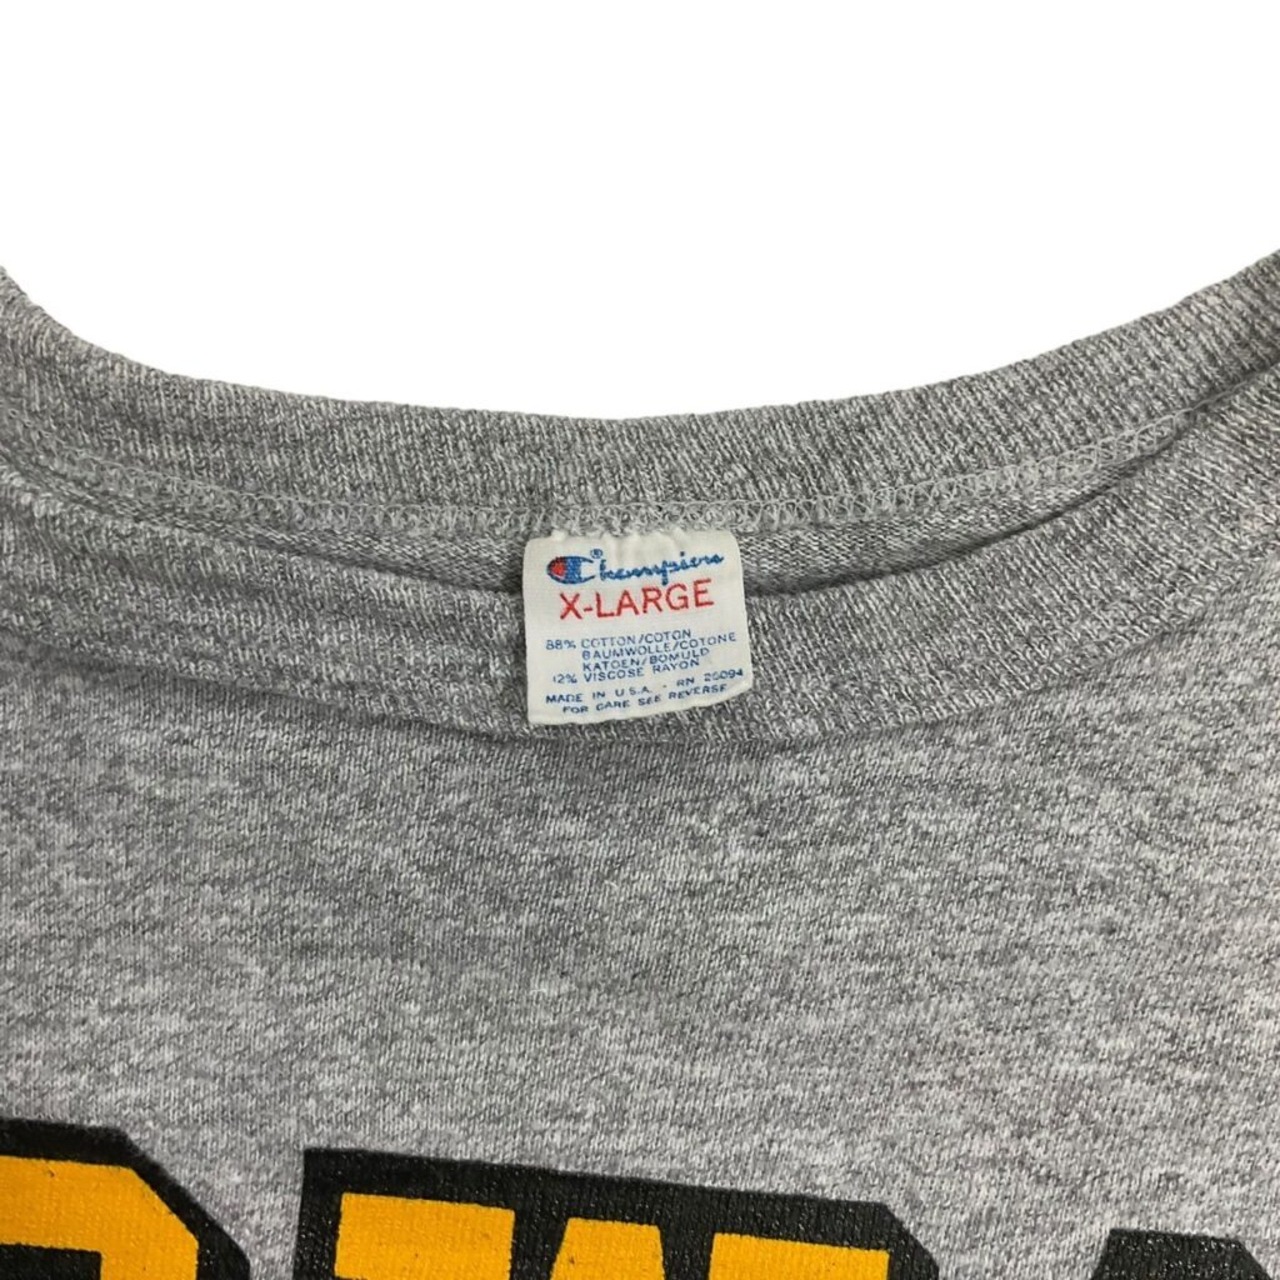 Champion®
X-LARGE
88% COTTON/COTON
BAUMWOLLE/COTONE
KATOEN/BOMULD
12% VISCOSE RAYON
MADE IN U.S.A. - RN 26094
FOR CARE SEE REVERSE